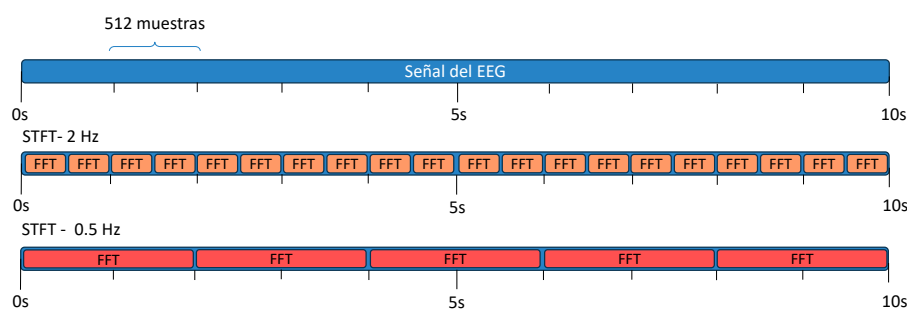 512 muestras
Señal del EEG
0s 5s 10s
STFT- 2 Hz
FFT FFT FFT FFT FFT FFT FFT FFT FFT FFT FFT FFT FFT FFT FFT FFT FFT FFT FFT FFT
0s 5s 10s
STFT - 0.5 Hz
FFT FFT FFT FFT FFT
0s 5s 10s